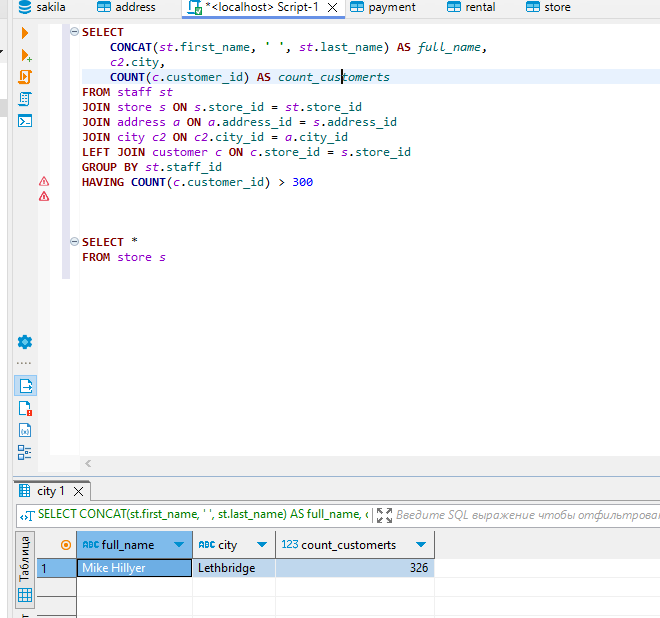 sakila address *<localhost> Script-1 payment rental store
SELECT
CONCAT(st.first_name, ' ', st.last_name) AS full_name,
c2.city,
COUNT(c.customer_id) AS count_customerts
FROM staff st
JOIN store s ON s.store_id = st.store_id
JOIN address a ON a.address_id = s.address_id
JOIN city c2 ON c2.city_id = a.city_id
LEFT JOIN customer c ON c.store_id = s.store_id
GROUP BY st.staff_id
HAVING COUNT(c.customer_id) > 300
SELECT *
FROM store s
city 1
SELECT CONCAT(st.first_name, ' ', st.last_name) AS full_name, c Введите SQL выражение чтобы отфильтрова
Таблица
ABC full_name ABC city 123 count_customerts
1 Mike Hillyer Lethbridge 326